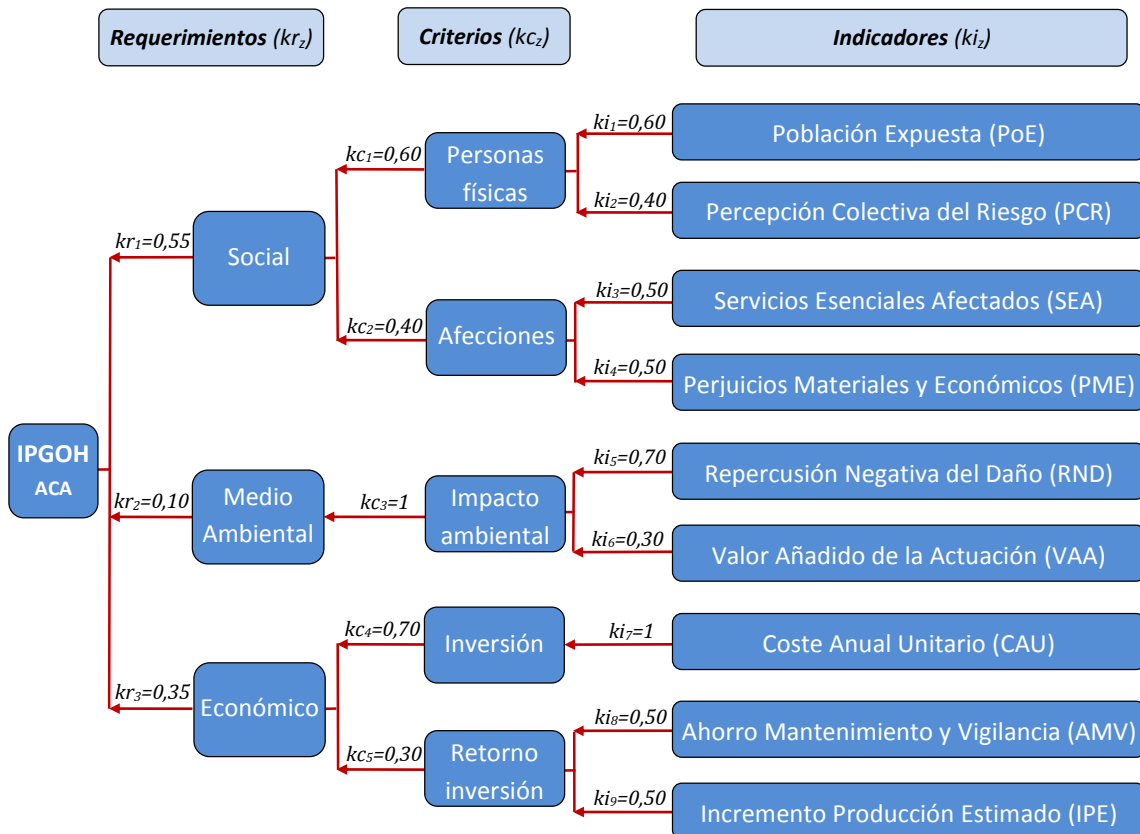 Requerimientos (krz)
Criterios (kcz)
Indicadores (kiz)
ki1=0,60
Población Expuesta (PoE)
kc1=0,60
Personas
físicas
ki2=0,40
Percepción Colectiva del Riesgo (PCR)
kr1=0,55
Social
ki3=0,50
Servicios Esenciales Afectados (SEA)
kc2=0,40
Afecciones
ki4=0,50
Perjuicios Materiales y Económicos (PME)
IPGOH
ACA
ki5=0,70
Repercusión Negativa del Daño (RND)
kr2=0,10
Medio
Ambiental
kc3=1
Impacto
ambiental
ki6=0,30
Valor Añadido de la Actuación (VAA)
kc4=0,70
Inversión
ki7=1
Coste Anual Unitario (CAU)
kr3=0,35
Económico
ki8=0,50
Ahorro Mantenimiento y Vigilancia (AMV)
kc5=0,30
Retorno
inversión
ki9=0,50
Incremento Producción Estimado (IPE)